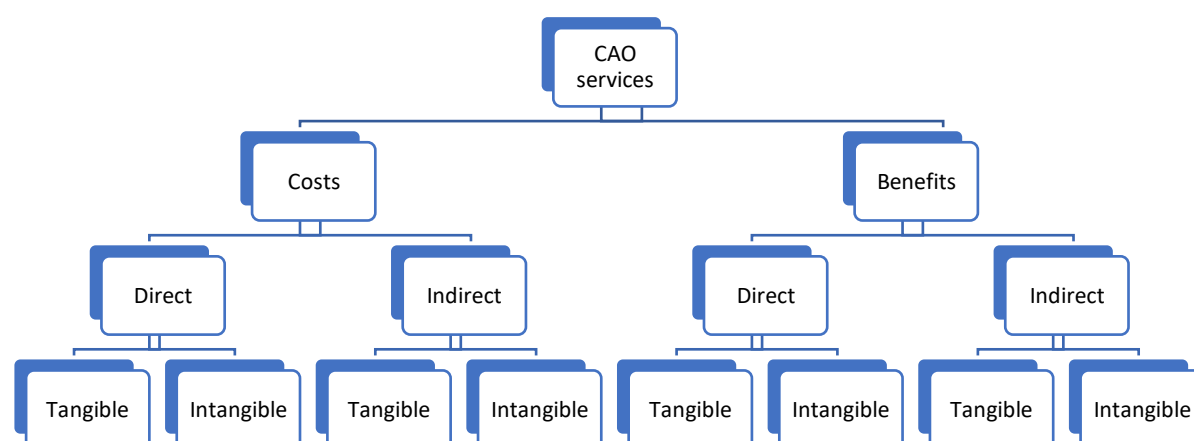 CAO
services
Costs
Benefits
Direct
Indirect
Direct
Indirect
Tangible
Intangible
Tangible
Intangible
Tangible
Intangible
Tangible
Intangible